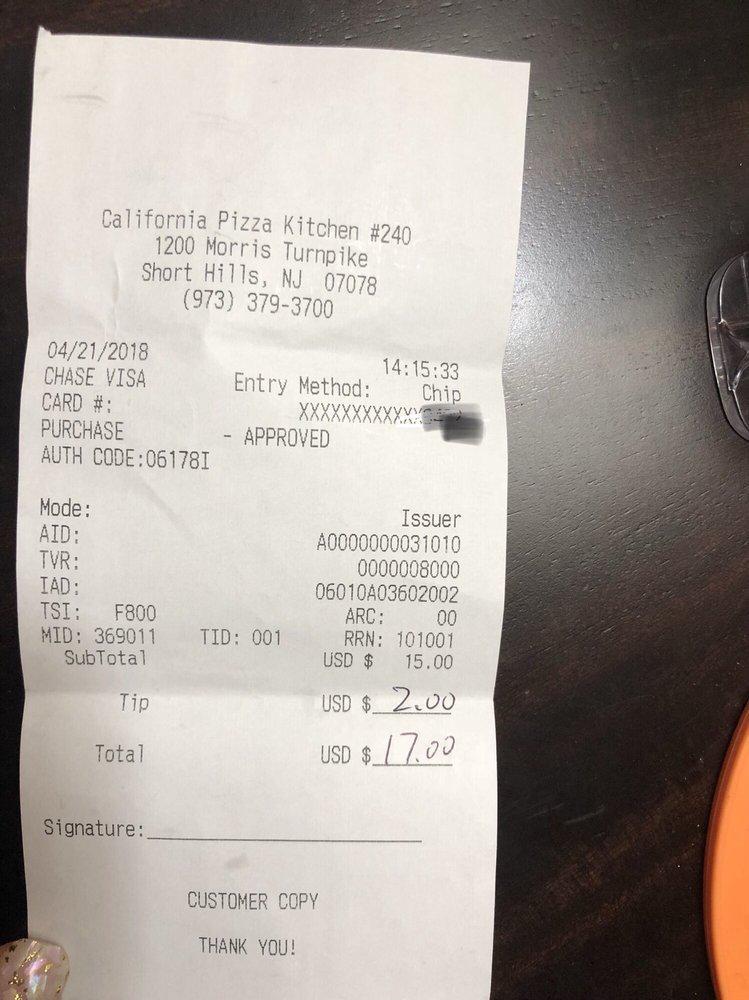 California Pizza Kitchen #240
1200 Morris Turnpike
Short Hills, NJ 07078
(973) 379-3700
04/21/2018 14:15:33
CHASE VISA Entry Method: Chip
CARD #: XXXXXXXXXXXX
PURCHASE - APPROVED
AUTH CODE:06178I
Mode: Issuer
AID: A0000000031010
TVR: 0000008000
IAD: 06010A03602002
TSI: F800 ARC: 00
MID: 369011 TID: 001 RRN: 101001
SubTotal USD $ 15.00
Tip USD $ 2.00
Total USD $ 17.00
Signature:
CUSTOMER COPY
THANK YOU!